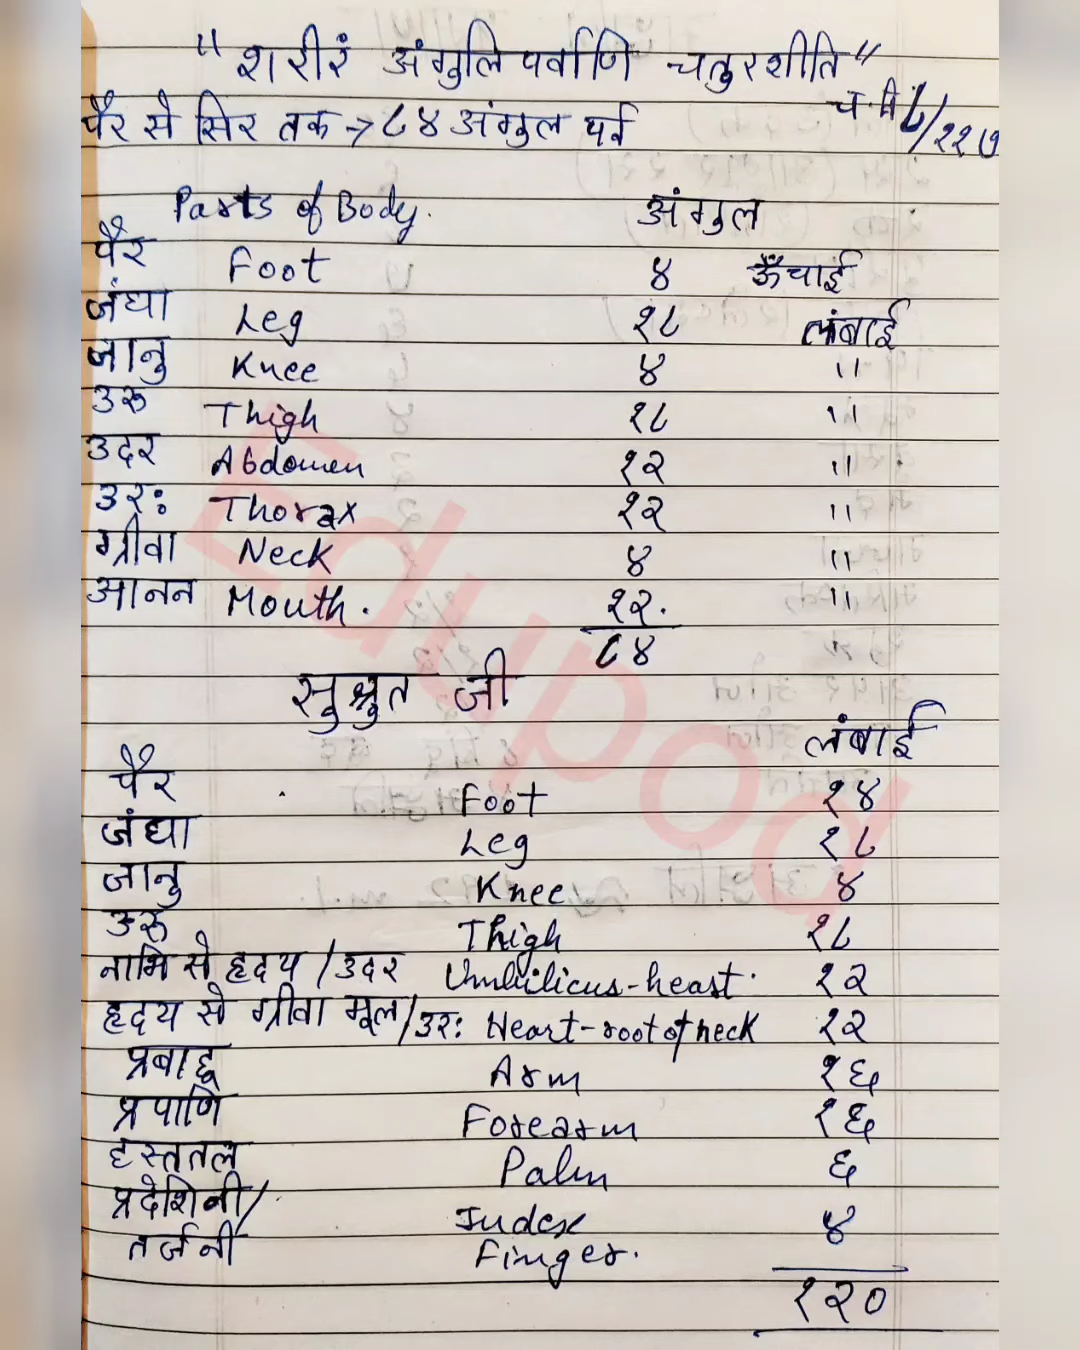 "शरीरं अंगुलिपर्वाणि चतुरशीति"
च.वि ८/११७
पैर से सिर तक → ८४ अंगुल पर्व
Parts of Body. अंगुल
पैर Foot ४ ऊँचाई
जंघा Leg १८ लंबाई
जानु Knee ४ "
उरू Thigh १८ "
उदर Abdomen १२ "
उरः Thorax १२ "
ग्रीवा Neck ४ "
आनन Mouth. १२. "
८४
सुश्रुत जी
लंबाई
पैर Foot १४
जंघा Leg १८
जानु Knee ४
उरू Thigh १८
नाभि से हृदय / उदर Umbilicus-heart. १२
हृदय से ग्रीवा मूल / उरः Heart-root of neck १२
प्रबाहु Arm १६
प्रपाणि Forearm १६
हस्ततल Palm ६
प्रदेशिनी/ Index ४
तर्जनी Finger.
१२०
Edupod